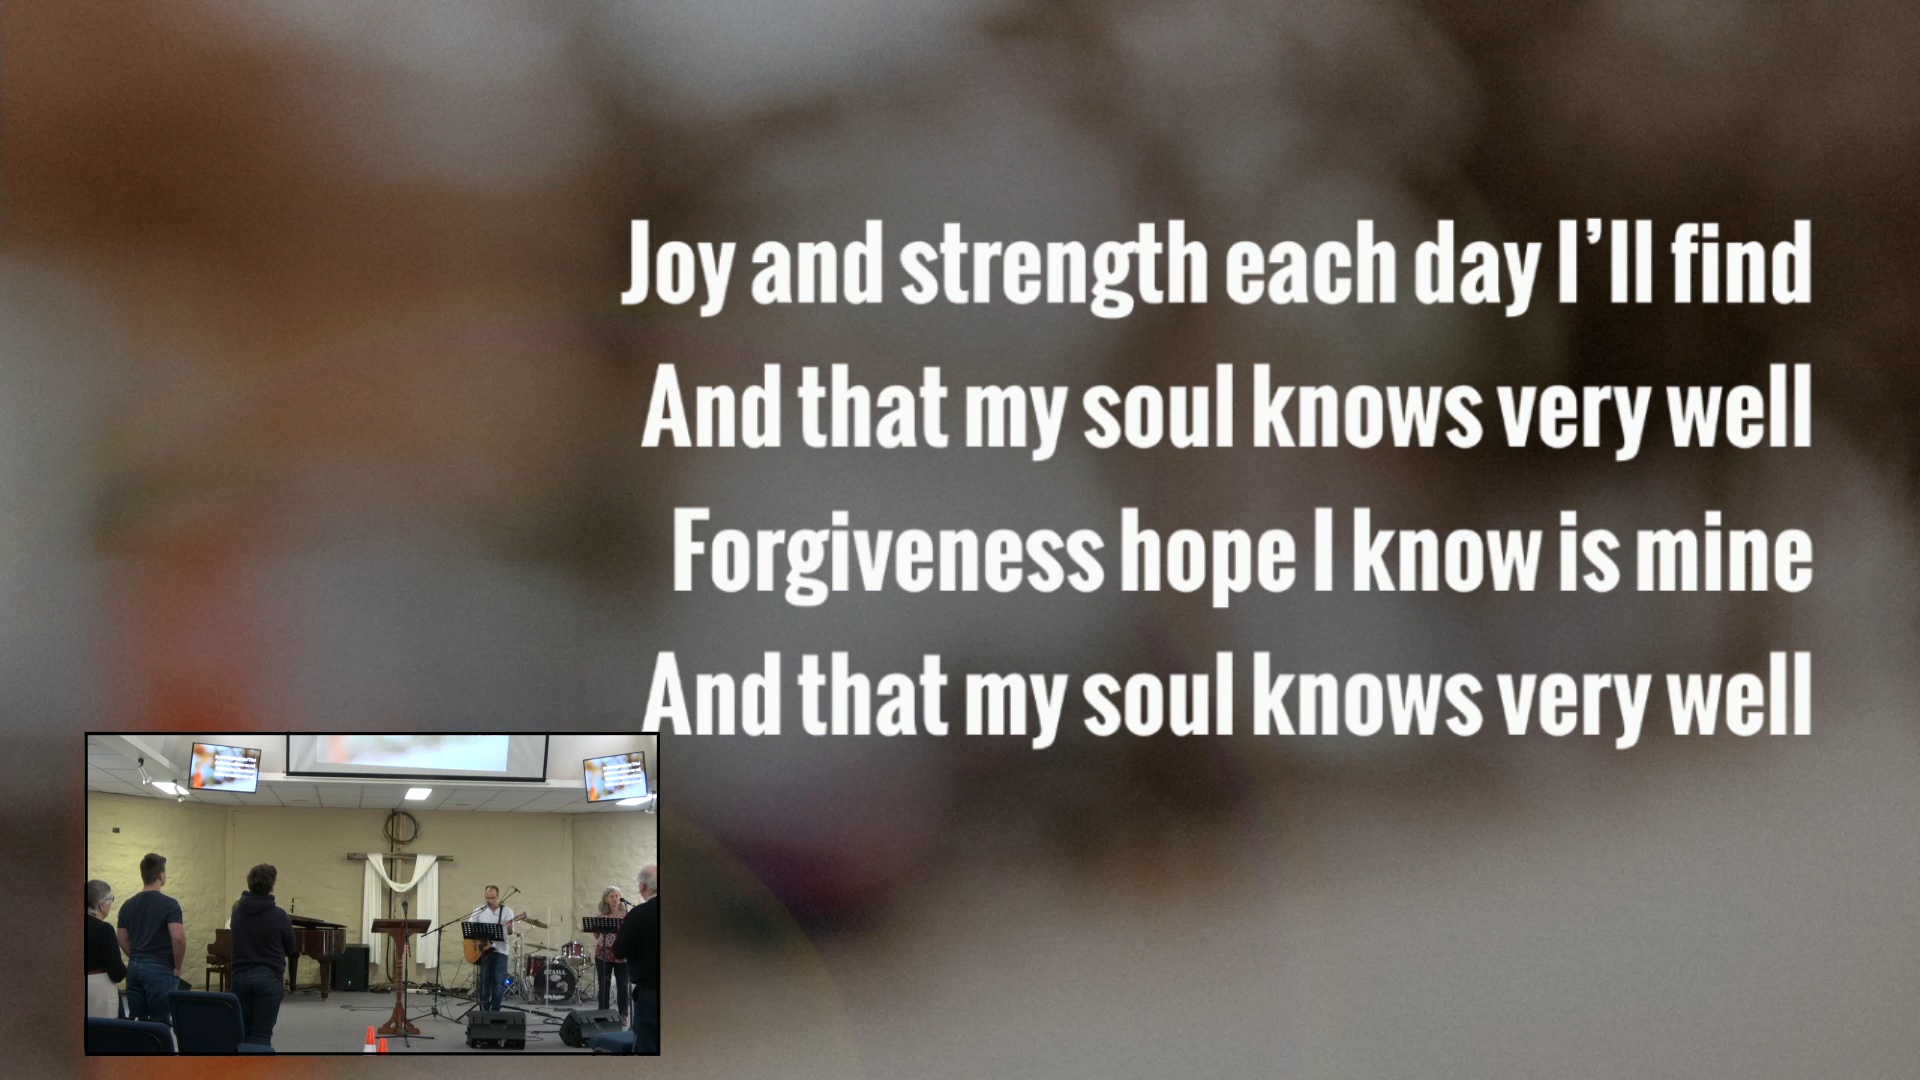 Joy and strength each day I’ll find
And that my soul knows very well
Forgiveness hope I know is mine
And that my soul knows very well
TAMA